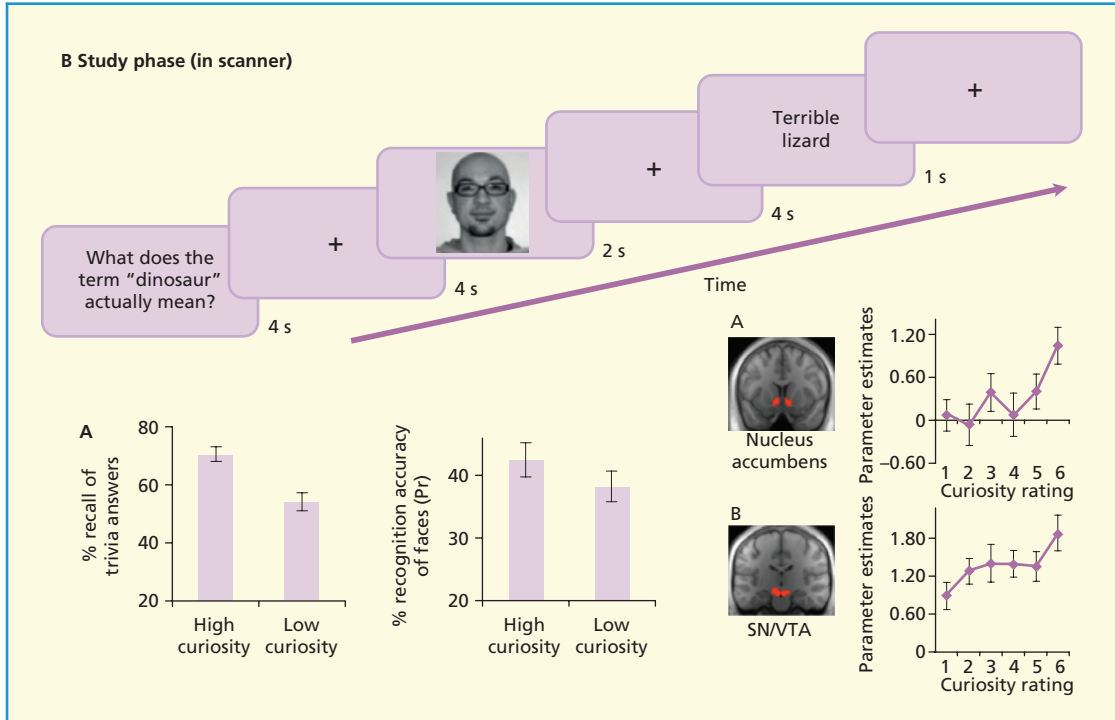 B Study phase (in scanner)
What does the
term “dinosaur”
actually mean?
4 s
+
4 s
2 s
+
4 s
Terrible
lizard
1 s
+
Time
A
% recall of
trivia answers
80
60
40
20
High
curiosity
Low
curiosity
% recognition accuracy
of faces (Pr)
40
30
20
High
curiosity
Low
curiosity
A
Nucleus
accumbens
Parameter estimates
1.20
0.60
0
–0.60
1 2 3 4 5 6
Curiosity rating
B
SN/VTA
Parameter estimates
1.80
1.20
0.60
0
1 2 3 4 5 6
Curiosity rating